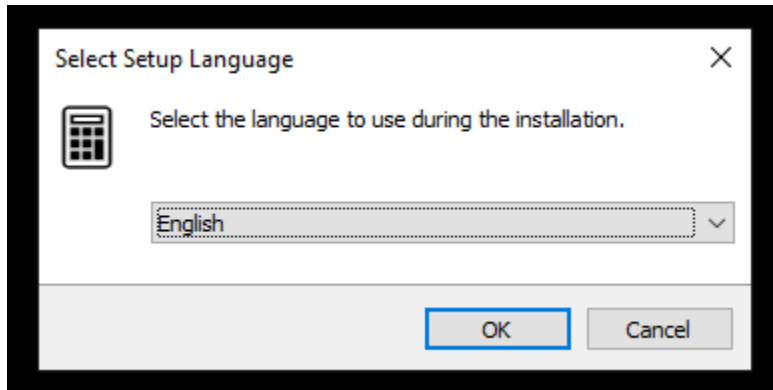 Select Setup Language
Select the language to use during the installation.
English
OK
Cancel